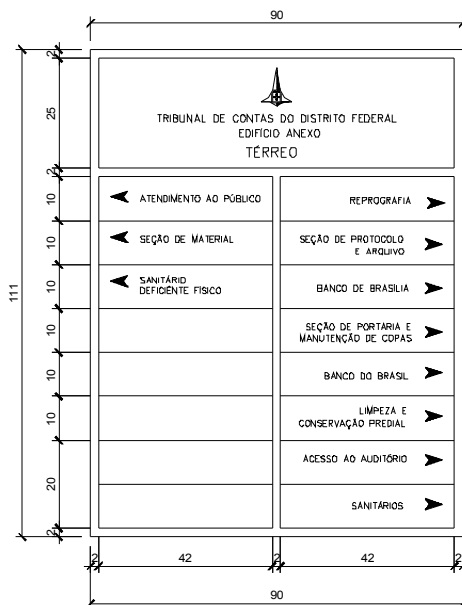 90
2
25
2
10
10
10
10
10
10
20
2
111
TRIBUNAL DE CONTAS DO DISTRITO FEDERAL
EDIFÍCIO ANEXO
TÉRREO
ATENDIMENTO AO PÚBLICO
SEÇÃO DE MATERIAL
SANITÁRIO
DEFICIENTE FÍSICO
REPROGRAFIA
SEÇÃO DE PROTOCOLO
E ARQUIVO
BANCO DE BRASÍLIA
SEÇÃO DE PORTARIA E
MANUTENÇÃO DE COPAS
BANCO DO BRASIL
LIMPEZA E
CONSERVAÇÃO PREDIAL
ACESSO AO AUDITÓRIO
SANITÁRIOS
2 42 2 42 2
90